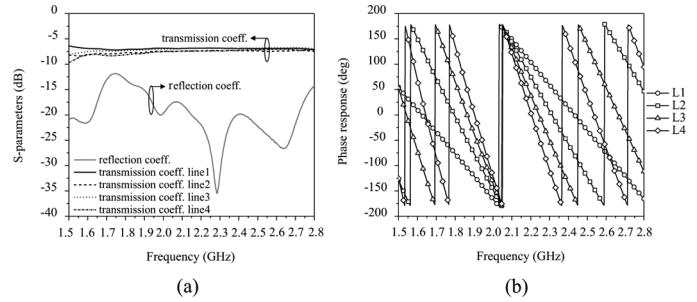 0
-5
-10
-15
-20
-25
-30
-35
-40
S-parameters (dB)
transmission coeff.
reflection coeff.
reflection coeff.
transmission coeff. line1
transmission coeff. line2
transmission coeff. line3
transmission coeff. line4
1.5 1.6 1.7 1.8 1.9 2.0 2.1 2.2 2.3 2.4 2.5 2.6 2.7 2.8
Frequency (GHz)
(a)
200
150
100
50
0
-50
-100
-150
-200
Phase response (deg)
L1
L2
L3
L4
1.5 1.6 1.7 1.8 1.9 2.0 2.1 2.2 2.3 2.4 2.5 2.6 2.7 2.8
Frequency (GHz)
(b)